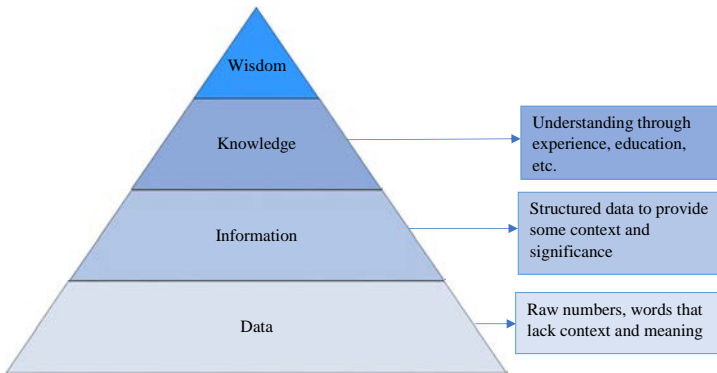 Wisdom
Knowledge
Understanding through
experience, education,
etc.
Information
Structured data to provide
some context and
significance
Data
Raw numbers, words that
lack context and meaning